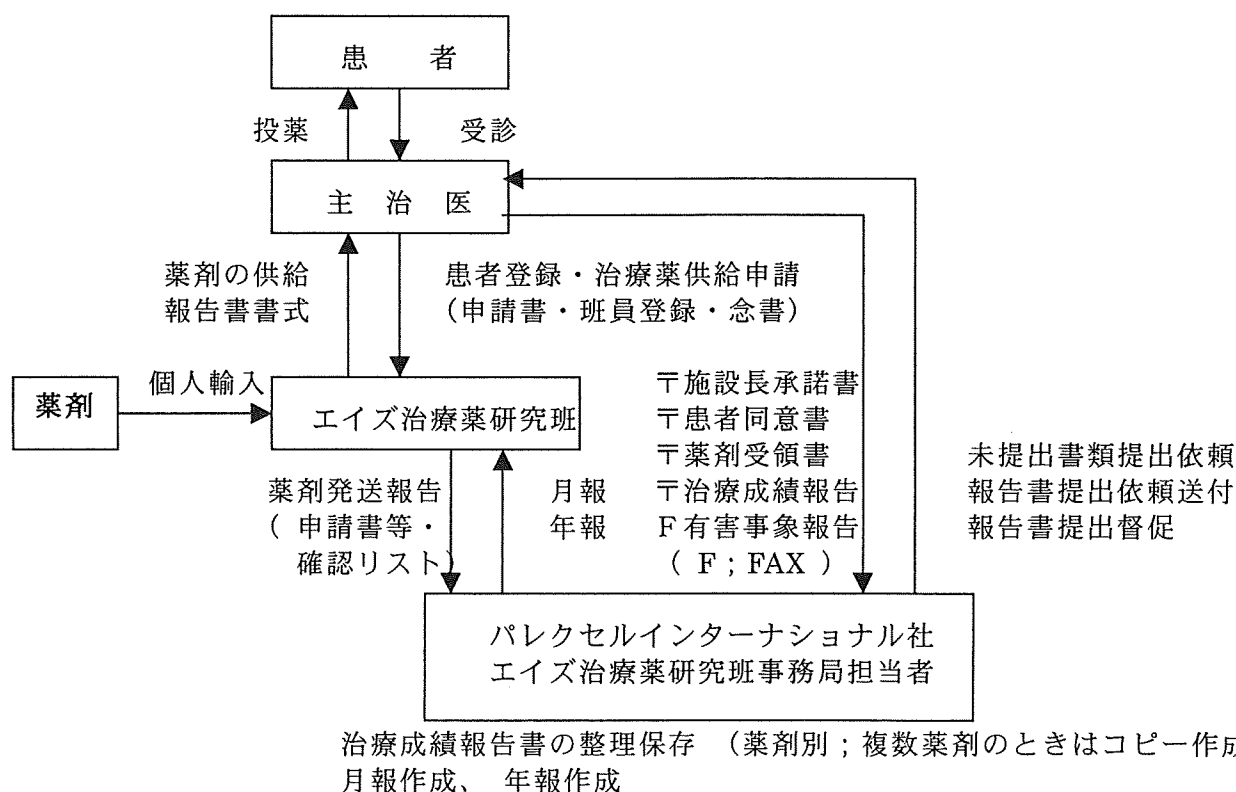 患　者
投薬
受診
主　治　医
薬剤の供給
報告書書式
患者登録・治療薬供給申請
(申請書・班員登録・念書)
薬剤
個人輸入
エイズ治療薬研究班
薬剤発送報告
( 申請書等・
確認リスト)
月報
年報
〒施設長承諾書
〒患者同意書
〒薬剤受領書
〒治療成績報告
F有害事象報告
( F ; FAX )
未提出書類提出依頼
報告書提出依頼送付
報告書提出督促
パレクセルインターナショナル社
エイズ治療薬研究班事務局担当者
治療成績報告書の整理保存　(薬剤別 ; 複数薬剤のときはコピー作成
月報作成、　年報作成